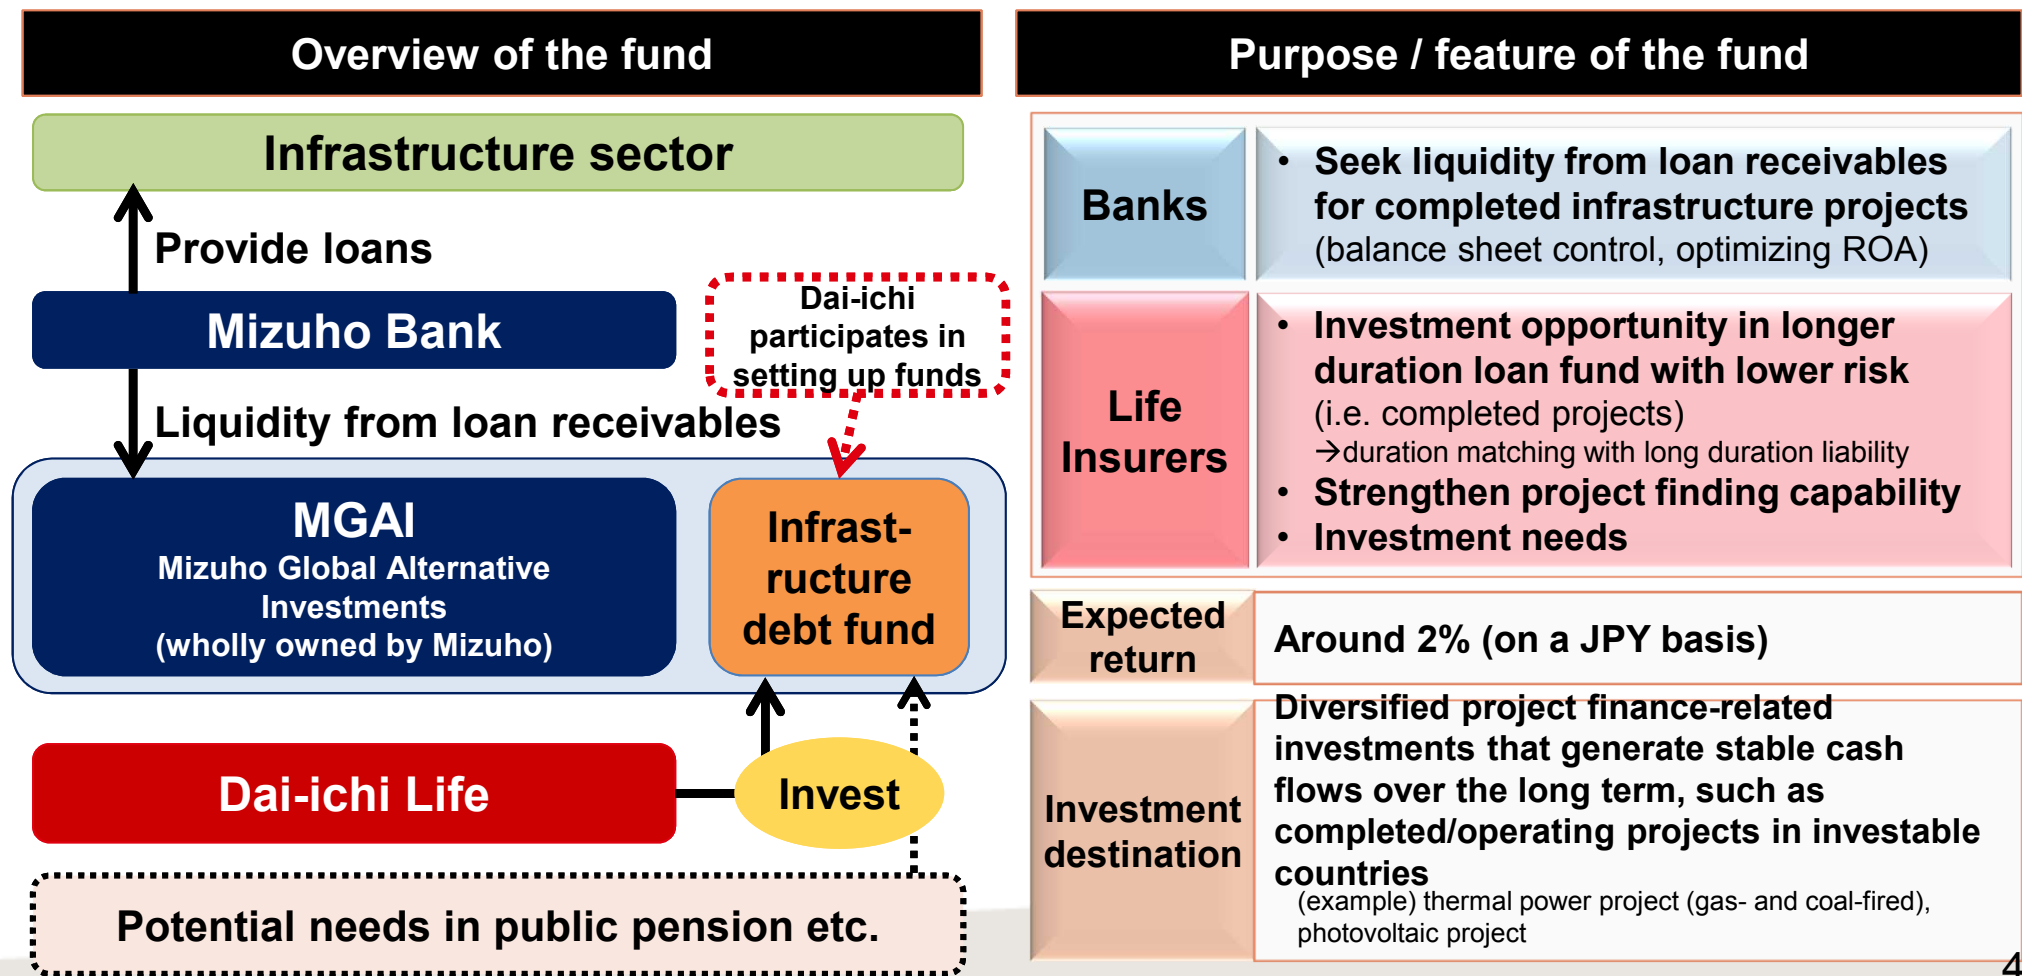 Overview of the fund
Infrastructure sector
Provide loans
Mizuho Bank
Dai-ichi
participates in
setting up funds
Liquidity from loan receivables
MGAI
Mizuho Global Alternative
Investments
(wholly owned by Mizuho)
Infrast-
ructure
debt fund
Dai-ichi Life
Invest
Potential needs in public pension etc.
Purpose / feature of the fund
Banks
• Seek liquidity from loan receivables
for completed infrastructure projects
(balance sheet control, optimizing ROA)
Life
Insurers
• Investment opportunity in longer
duration loan fund with lower risk
(i.e. completed projects)
→duration matching with long duration liability
• Strengthen project finding capability
• Investment needs
Expected
return
Around 2% (on a JPY basis)
Investment
destination
Diversified project finance-related
investments that generate stable cash
flows over the long term, such as
completed/operating projects in investable
countries
(example) thermal power project (gas- and coal-fired),
photovoltaic project
4